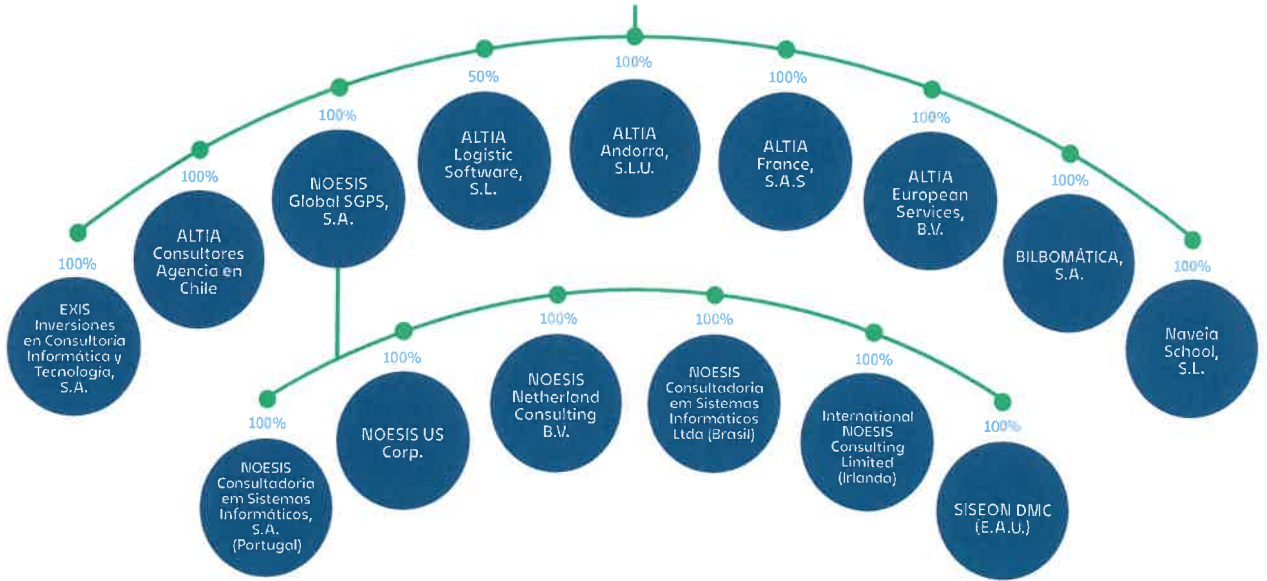 100%
EXIS
Inversiones
en Consultoría
Informática y
Tecnología,
S.A.
100%
ALTIA
Consultores
Agencia en
Chile
100%
NOESIS
Global SGPS,
S.A.
50%
ALTIA
Logistic
Software,
S.L.
100%
ALTIA
Andorra,
S.L.U.
100%
ALTIA
France,
S.A.S
100%
ALTIA
European
Services,
B.V.
100%
BILBOMÁTICA,
S.A.
100%
Naveia
School,
S.L.
100%
NOESIS
Consultadoria
em Sistemas
Informáticos,
S.A.
(Portugal)
100%
NOESIS US
Corp.
100%
NOESIS
Netherland
Consulting
B.V.
100%
NOESIS
Consultadoria
em Sistemas
Informáticos
Ltda (Brasil)
100%
International
NOESIS
Consulting
Limited
(Irlanda)
100%
SISEON DMC
(E.A.U.)